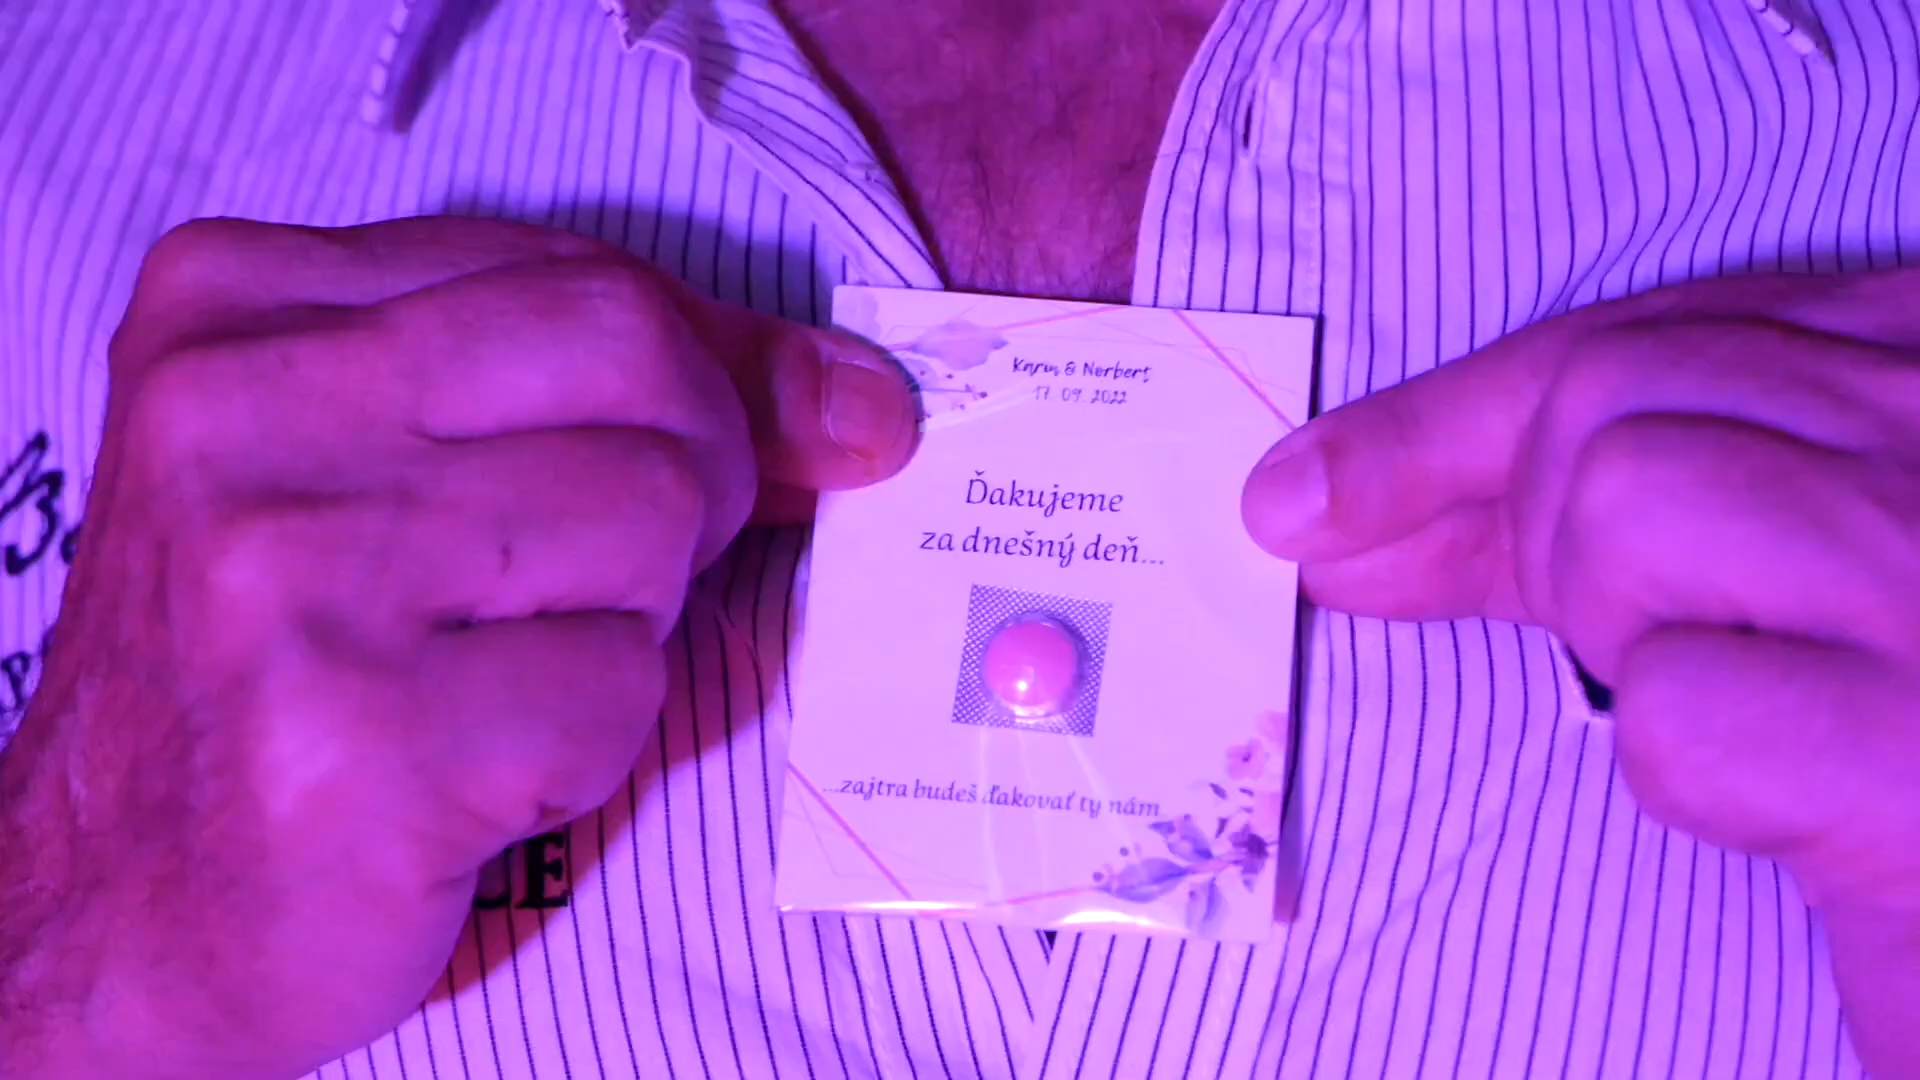 Karin & Norbert
17. 09. 2022
Ďakujeme
za dnešný deň...
...zajtra budeš ďakovať ty nám